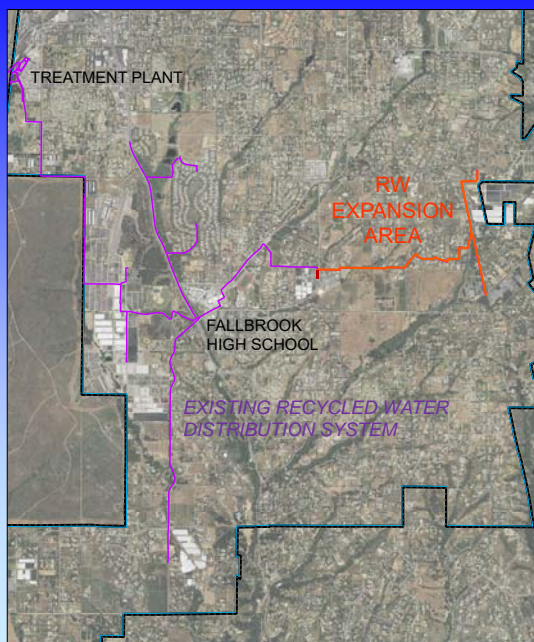 TREATMENT PLANT
RW
EXPANSION
AREA
FALLBROOK
HIGH SCHOOL
EXISTING RECYCLED WATER
DISTRIBUTION SYSTEM